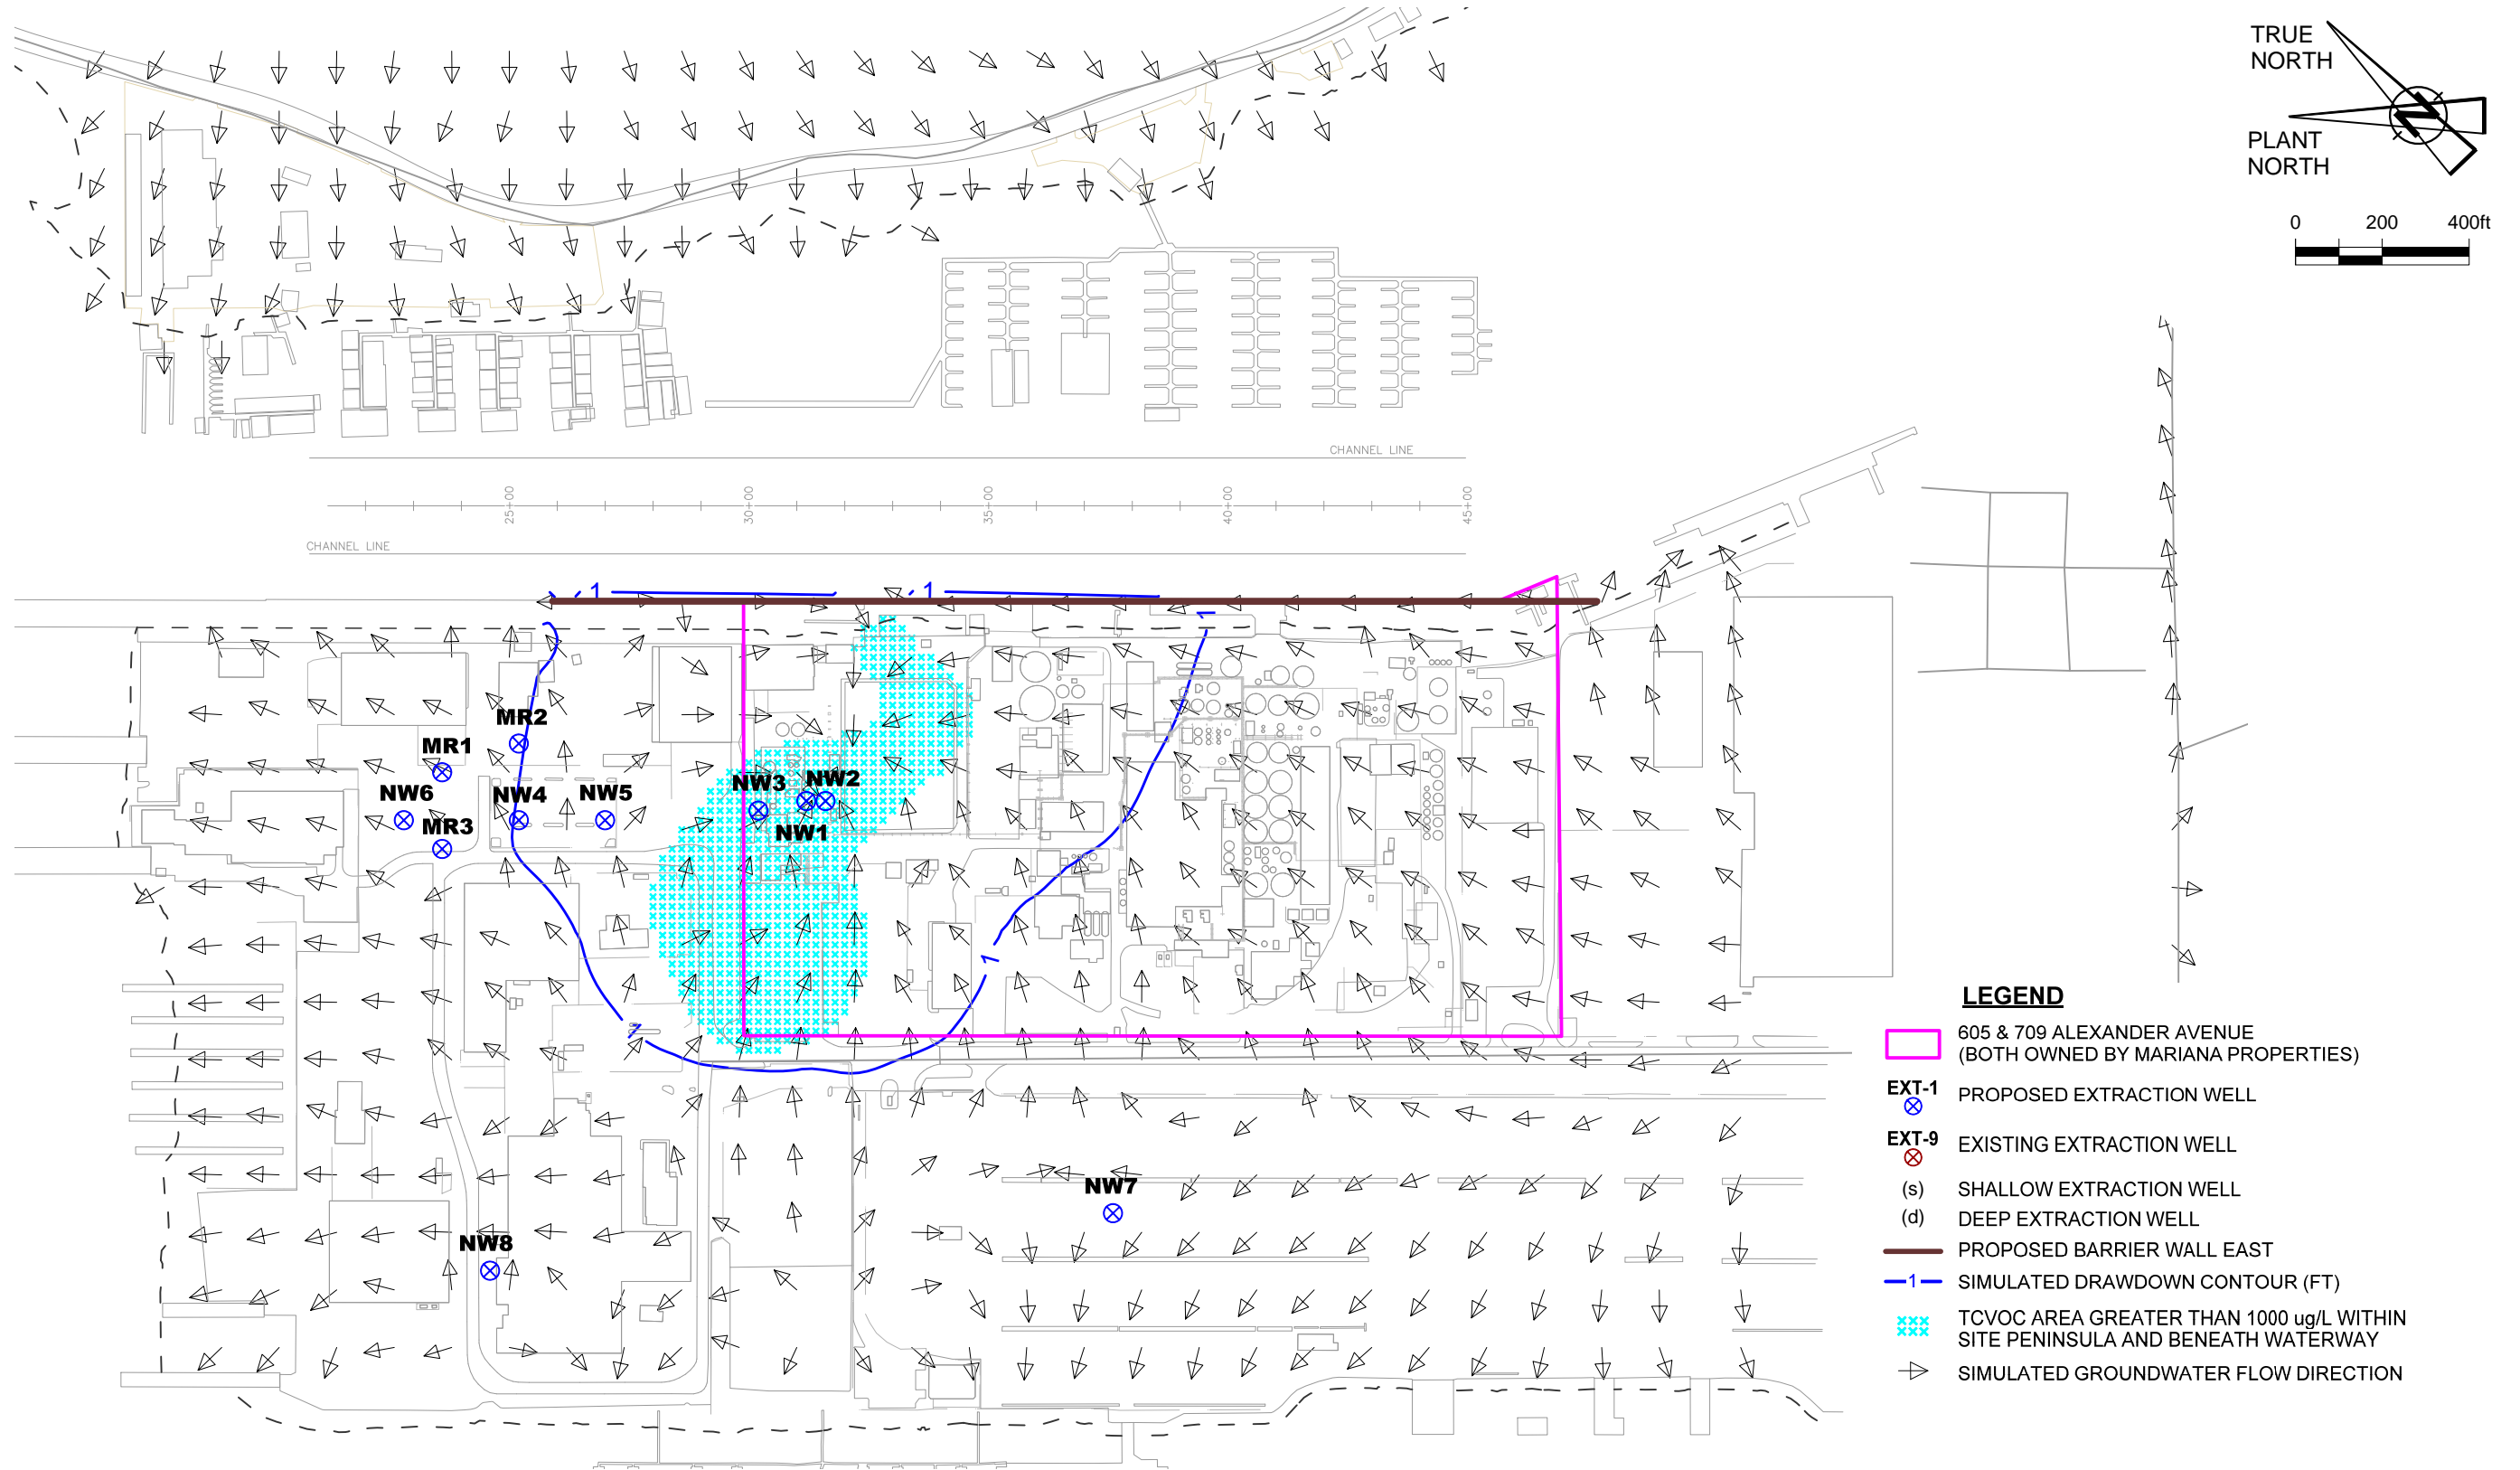 TRUE
NORTH
PLANT
NORTH
0 200 400ft
CHANNEL LINE
25+00 30+00 35+00 40+00 45+00
CHANNEL LINE
1 1
1
MR2
MR1
NW3 NW2
NW6 NW4 NW5
MR3 NW1
1
1
NW7
NW8
LEGEND
605 & 709 ALEXANDER AVENUE
(BOTH OWNED BY MARIANA PROPERTIES)
EXT-1 PROPOSED EXTRACTION WELL
EXT-9 EXISTING EXTRACTION WELL
(s) SHALLOW EXTRACTION WELL
(d) DEEP EXTRACTION WELL
PROPOSED BARRIER WALL EAST
1 SIMULATED DRAWDOWN CONTOUR (FT)
TCVOC AREA GREATER THAN 1000 ug/L WITHIN
SITE PENINSULA AND BENEATH WATERWAY
SIMULATED GROUNDWATER FLOW DIRECTION